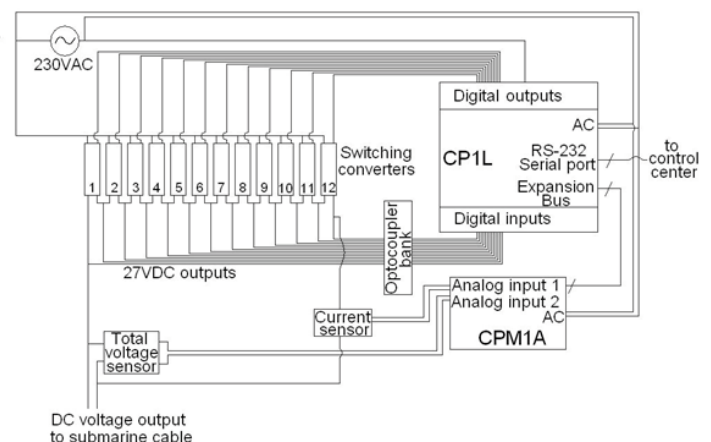 230VAC
Digital outputs
AC
CP1L
RS-232
Serial port
to
control
center
Expansion
Bus
Digital inputs
Switching
converters
1 2 3 4 5 6 7 8 9 10 11 12
Optocoupler
bank
27VDC outputs
Analog input 1
Analog input 2
AC
CPM1A
Current
sensor
Total
voltage
sensor
DC voltage output
to submarine cable